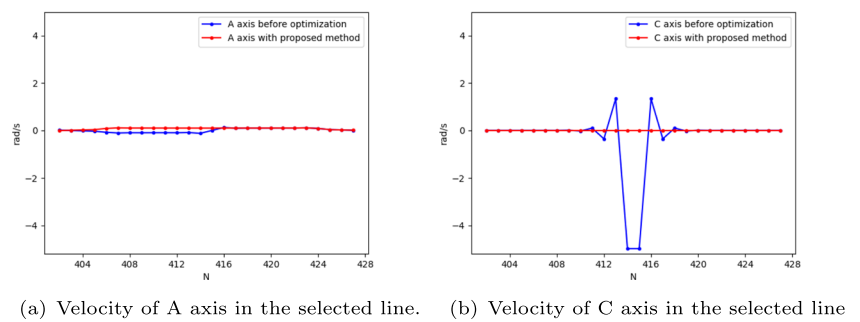 A axis before optimization
A axis with proposed method
4
2
0
−2
−4
rad/s
404 408 412 416 420 424 428
N
C axis before optimization
C axis with proposed method
4
2
0
−2
−4
rad/s
404 408 412 416 420 424 428
N
(a) Velocity of A axis in the selected line.
(b) Velocity of C axis in the selected line